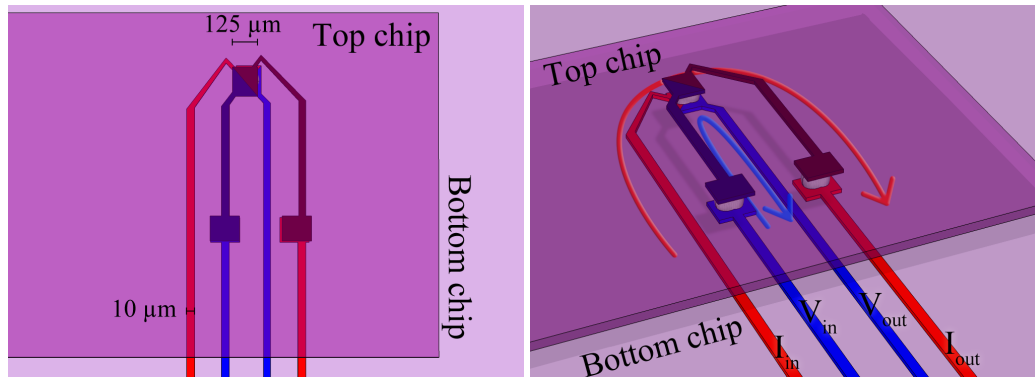 125 µm
Top chip
Bottom chip
10 µm
Top chip
Bottom chip
I_in
V_in
V_out
I_out